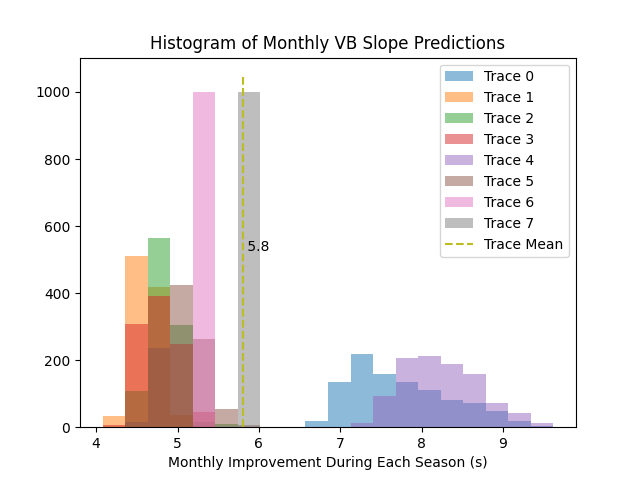 Histogram of Monthly VB Slope Predictions
1000
800
600
400
200
0
Trace 0
Trace 1
Trace 2
Trace 3
Trace 4
Trace 5
Trace 6
Trace 7
Trace Mean
5.8
4 5 6 7 8 9
Monthly Improvement During Each Season (s)